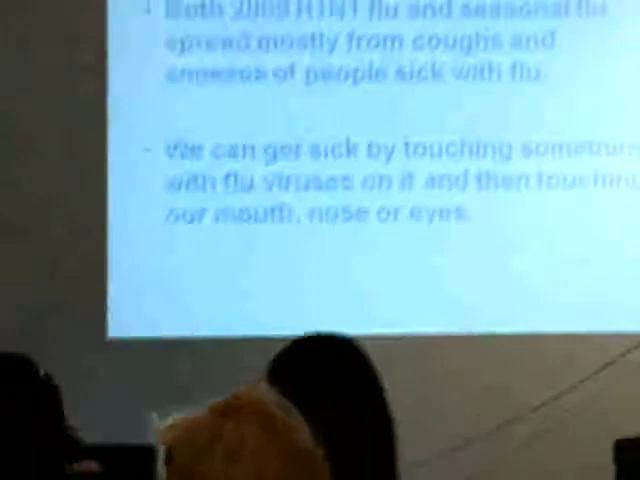 - Both 2009 H1N1 flu and seasonal flu
spread mostly from coughs and
sneezes of people sick with flu.
- We can get sick by touching something
with flu viruses on it and then touching
our mouth, nose or eyes.